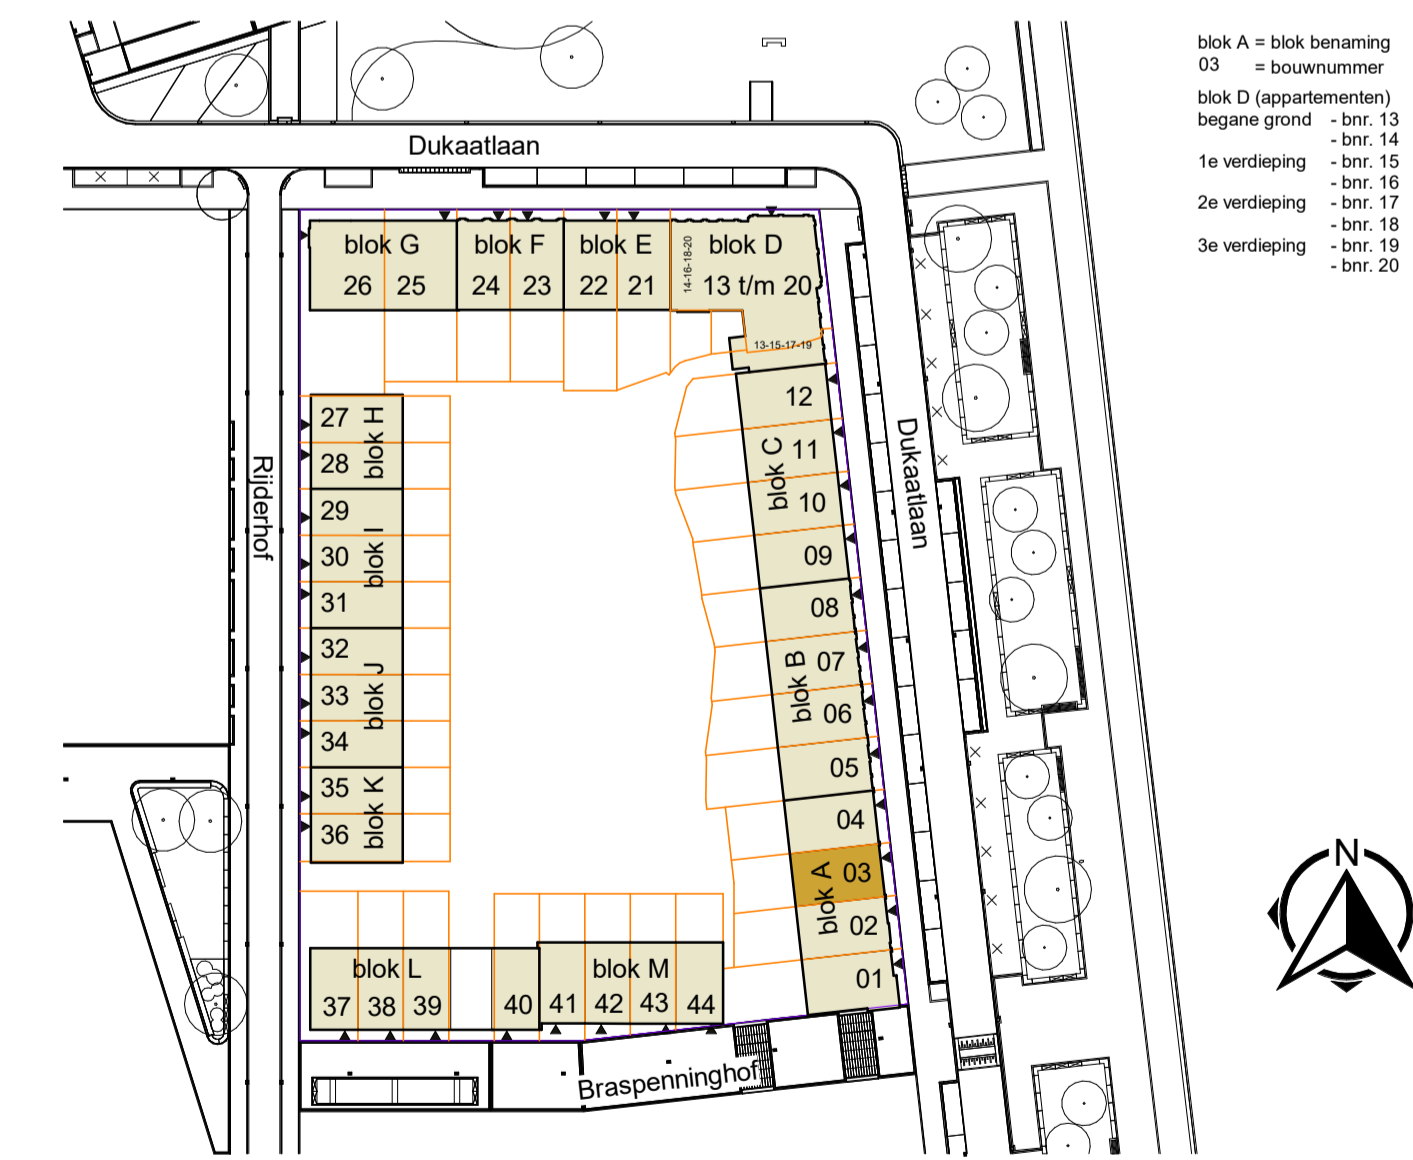 blok A = blok benaming
03 = bouwnummer
blok D (appartementen)
begane grond - bnr. 13
- bnr. 14
1e verdieping - bnr. 15
- bnr. 16
2e verdieping - bnr. 17
- bnr. 18
3e verdieping - bnr. 19
- bnr. 20
Dukaatlaan
blok G
26 25
blok F
24 23
blok E
22 21
14-16-18-20
blok D
13 t/m 20
13-15-17-19
12
11
10
09
blok C
08
07
06
05
blok B
04
03
02
01
blok A
Dukaatlaan
Rijderhof
27
28
blok H
29
30
31
blok I
32
33
34
blok J
35
36
blok K
blok L
37 38 39 40
blok M
41 42 43 44
Braspenninghof
N